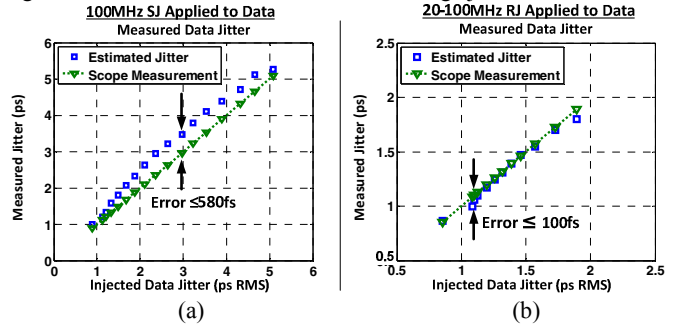 100MHz SJ Applied to Data
Measured Data Jitter
Estimated Jitter
Scope Measurement
Error ≤580fs
Measured Jitter (ps)
6
5
4
3
2
1
0
0 1 2 3 4 5 6
Injected Data Jitter (ps RMS)
(a)
20-100MHz RJ Applied to Data
Measured Data Jitter
Estimated Jitter
Scope Measurement
Error ≤ 100fs
Measured Jitter (ps)
2.5
2
1.5
1
0.5
0.5 1 1.5 2 2.5
Injected Data Jitter (ps RMS)
(b)